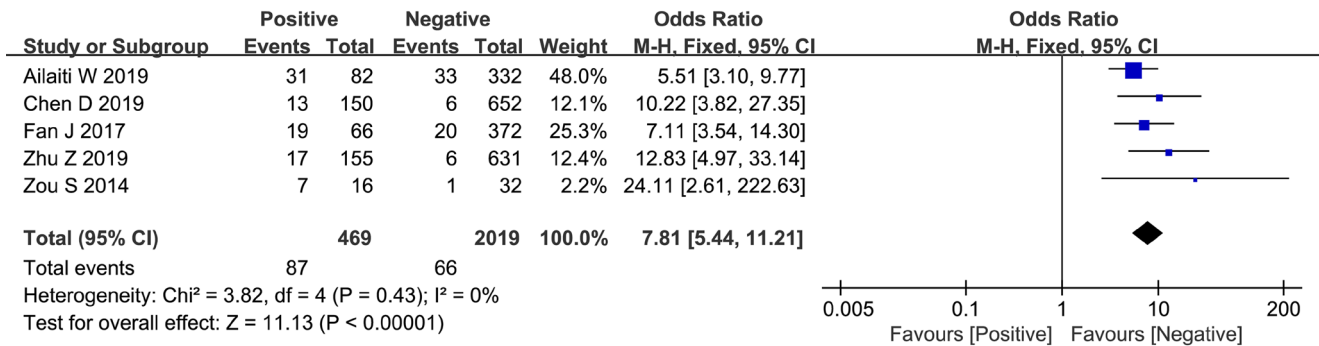 Positive Negative Odds Ratio Odds Ratio
Study or Subgroup Events Total Events Total Weight M-H, Fixed, 95% CI M-H, Fixed, 95% CI
Ailaiti W 2019 31 82 33 332 48.0% 5.51 [3.10, 9.77]
Chen D 2019 13 150 6 652 12.1% 10.22 [3.82, 27.35]
Fan J 2017 19 66 20 372 25.3% 7.11 [3.54, 14.30]
Zhu Z 2019 17 155 6 631 12.4% 12.83 [4.97, 33.14]
Zou S 2014 7 16 1 32 2.2% 24.11 [2.61, 222.63]
Total (95% CI) 469 2019 100.0% 7.81 [5.44, 11.21]
Total events 87 66
Heterogeneity: Chi² = 3.82, df = 4 (P = 0.43); I² = 0%
Test for overall effect: Z = 11.13 (P < 0.00001)
0.005 0.1 1 10 200
Favours [Positive] Favours [Negative]